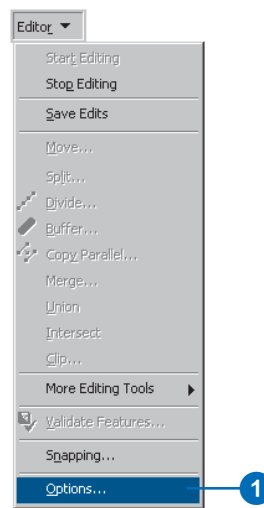 Editor
Start Editing
Stop Editing
Save Edits
Move...
Split...
Divide...
Buffer...
Copy Parallel...
Merge...
Union
Intersect
Clip...
More Editing Tools
Validate Features...
Snapping...
Options...
1